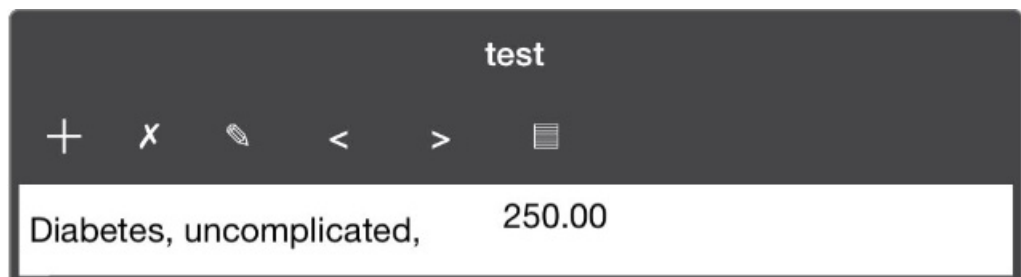 test
+ ✗ ✎ < > ▤
Diabetes, uncomplicated, 250.00